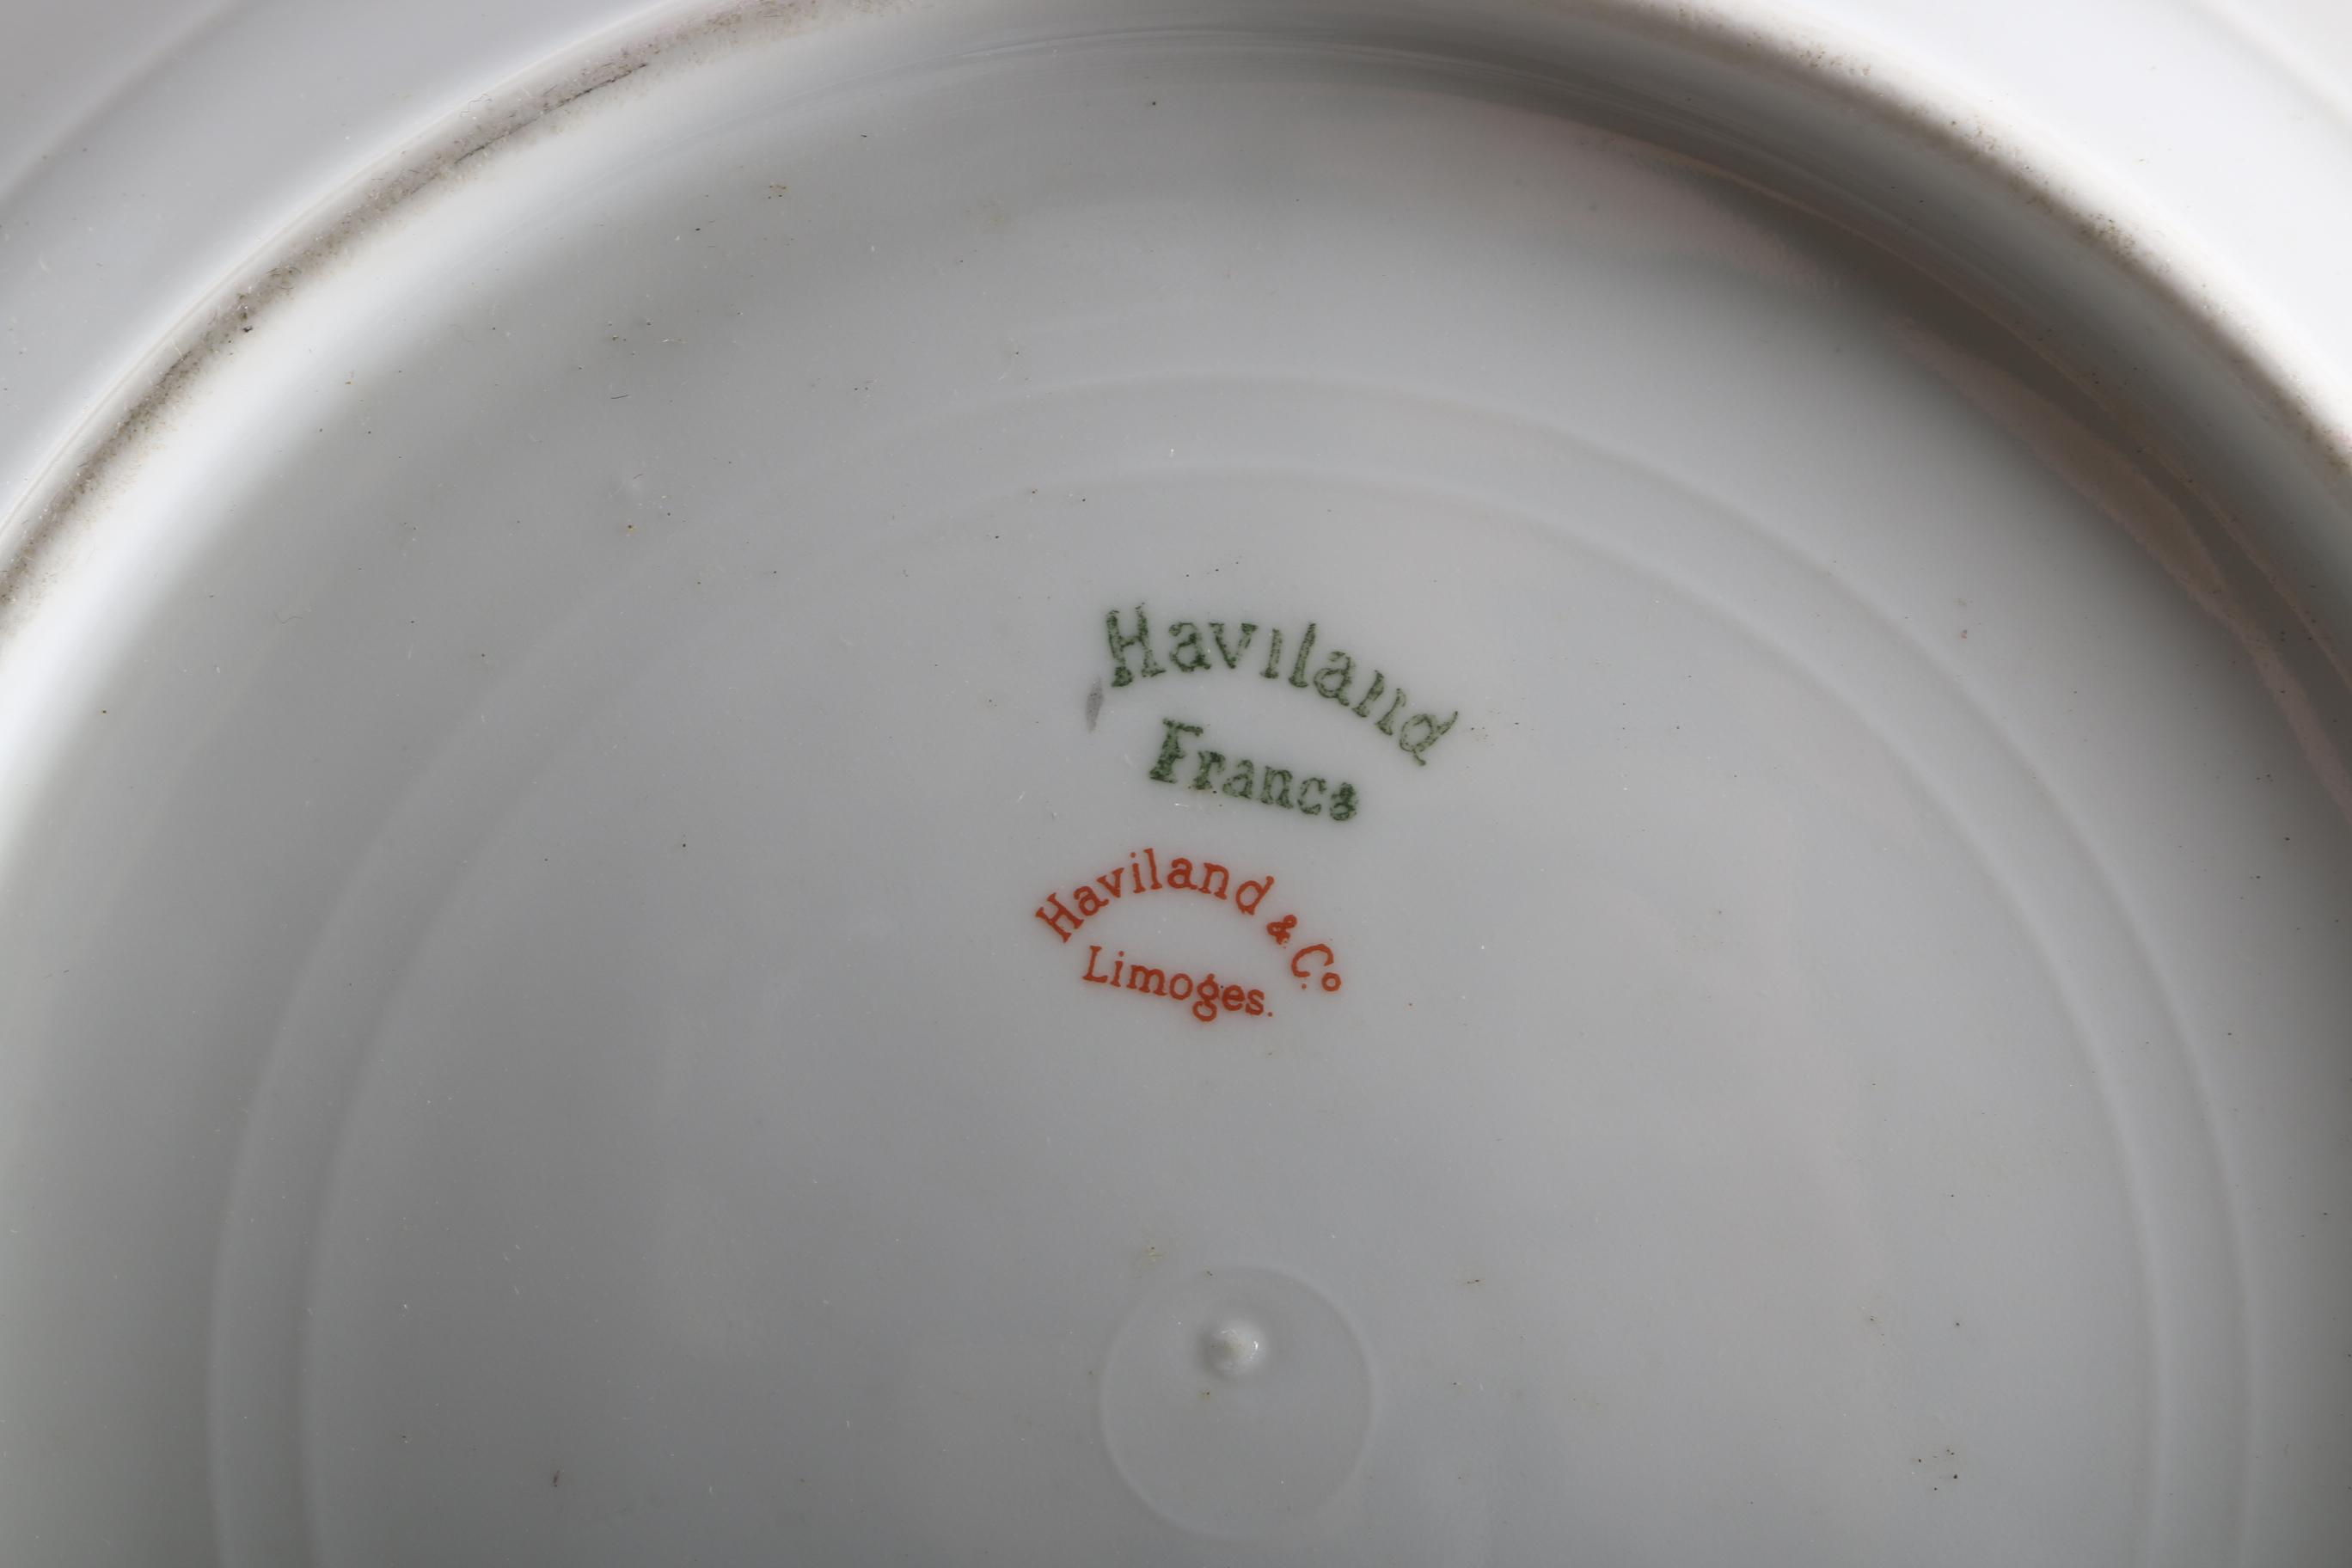 Haviland
France
Haviland & Co
Limoges.